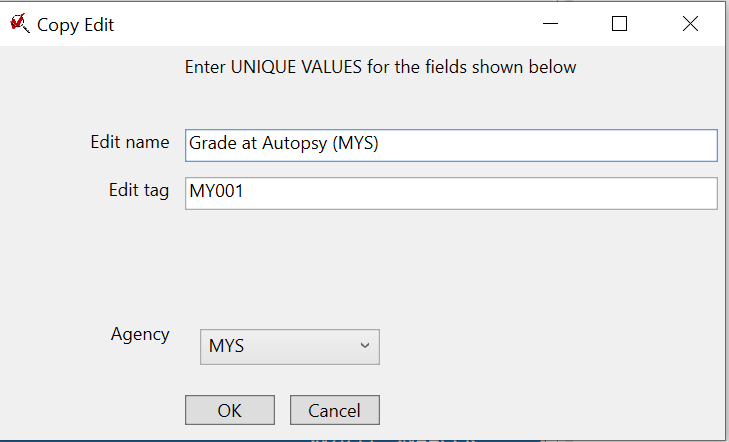 Copy Edit
Enter UNIQUE VALUES for the fields shown below
Edit name
Grade at Autopsy (MYS)
Edit tag
MY001
Agency
MYS
OK
Cancel